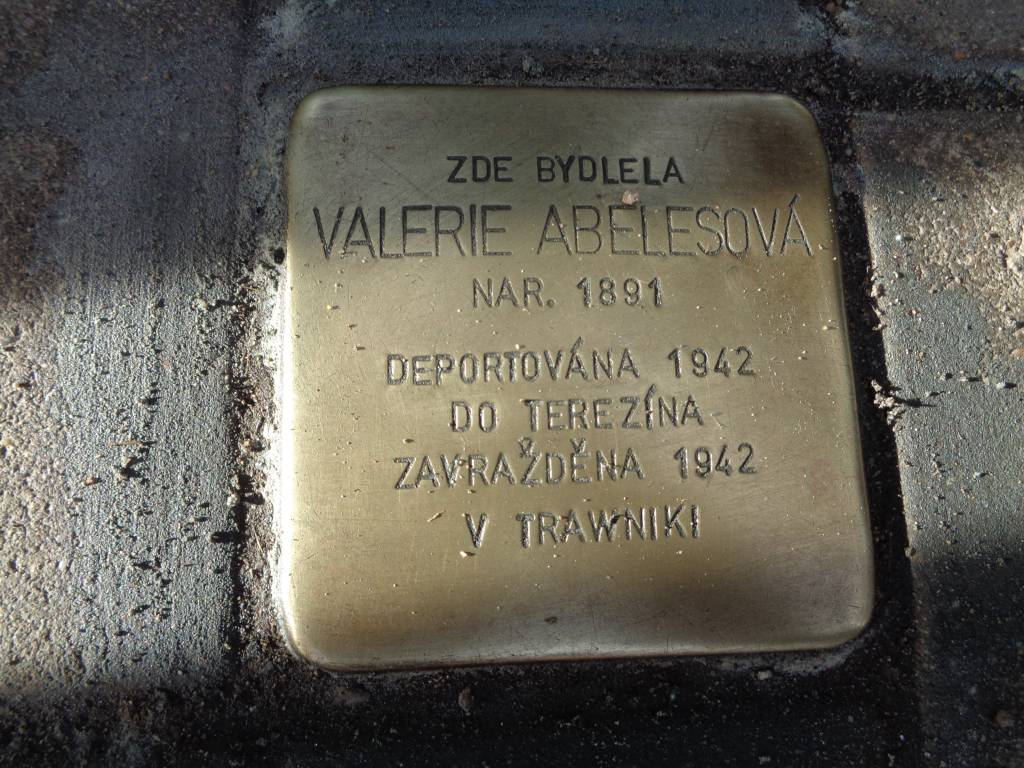 ZDE BYDLELA
VALERIE ABELESOVÁ
NAR. 1891
DEPORTOVÁNA 1942
DO TEREZÍNA
ZAVRAŽDĚNA 1942
V TRAWNIKI